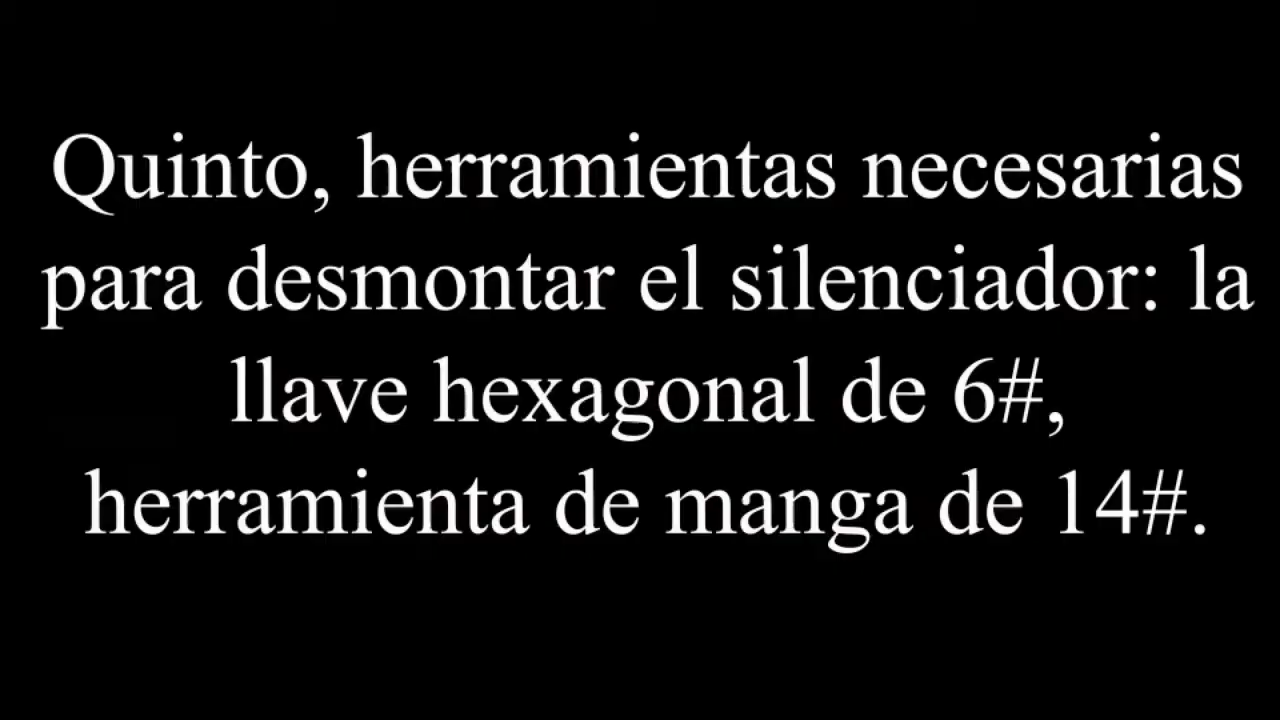 Quinto, herramientas necesarias
para desmontar el silenciador: la
llave hexagonal de 6#,
herramienta de manga de 14#.